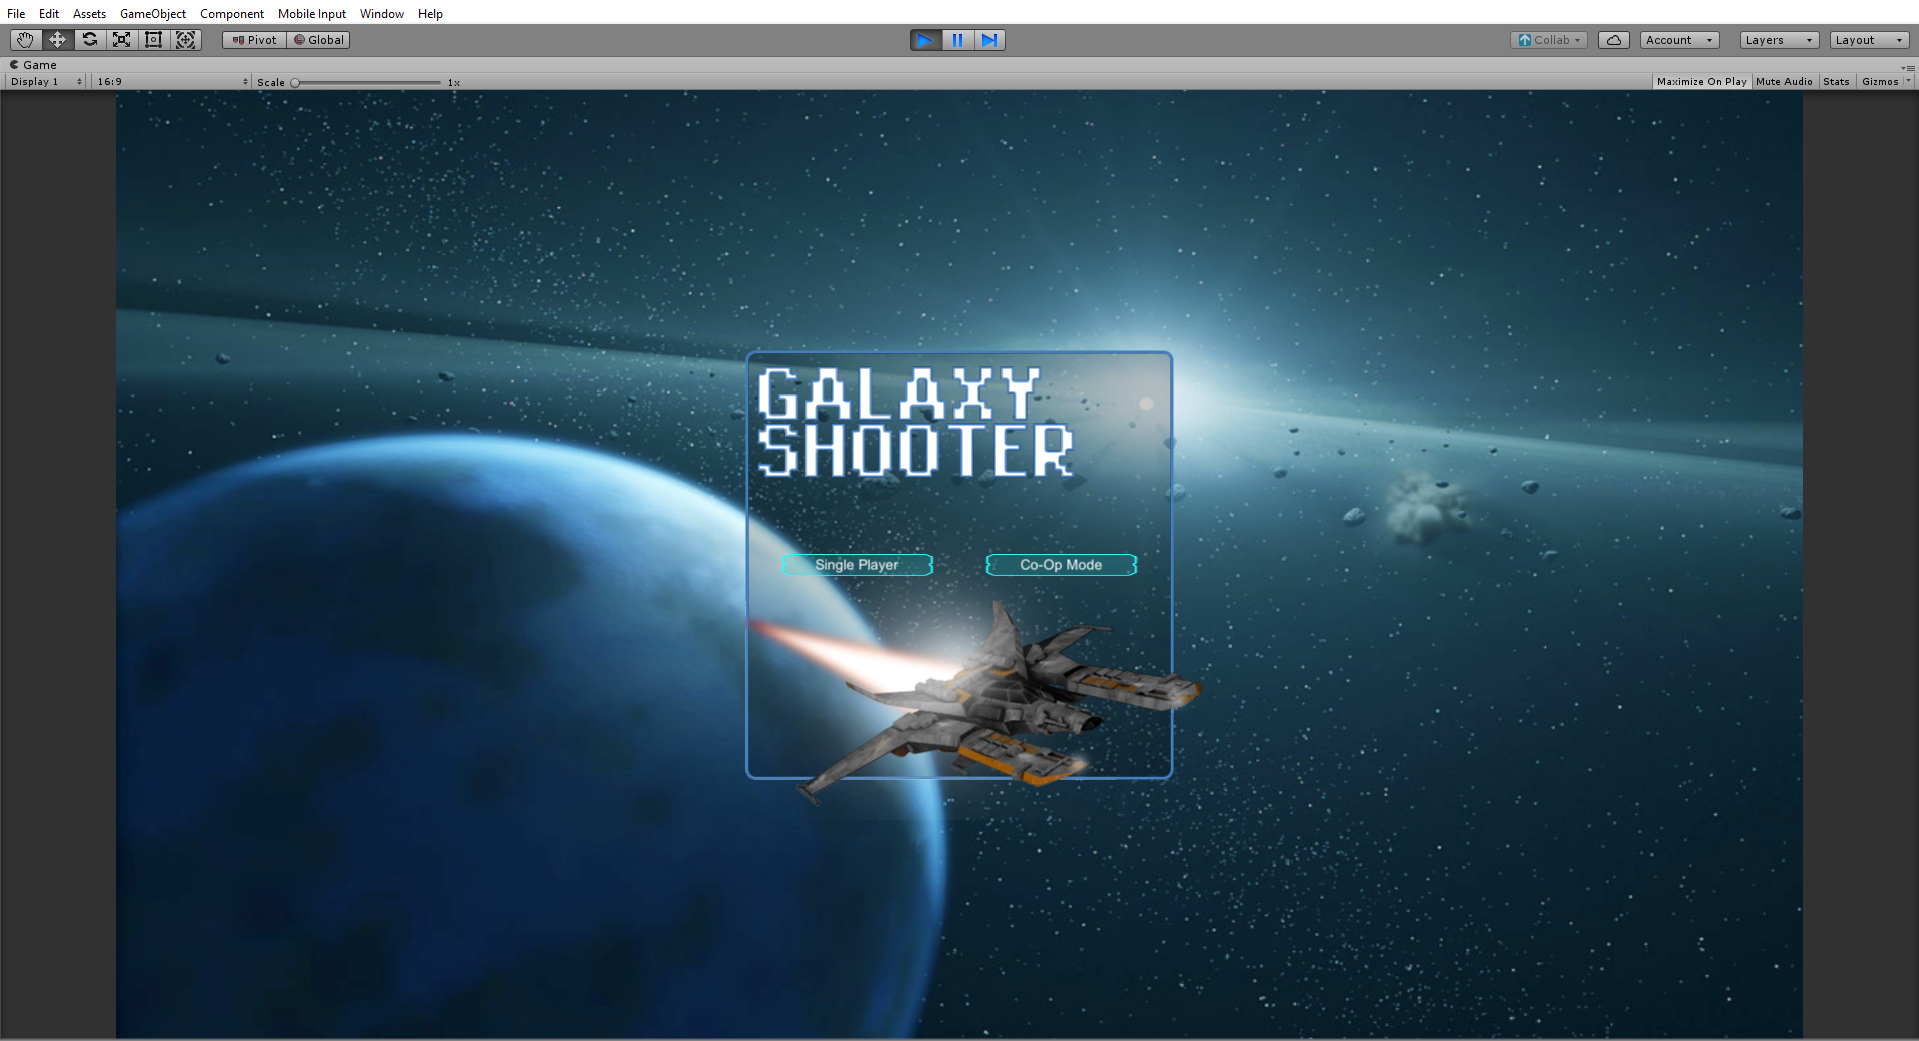 File Edit Assets GameObject Component Mobile Input Window Help
Pivot Global Collab Account Layers Layout
Game
Display 1 16:9 Scale 1x Maximize On Play Mute Audio Stats Gizmos
GALAXY
SHOOTER
Single Player Co-Op Mode